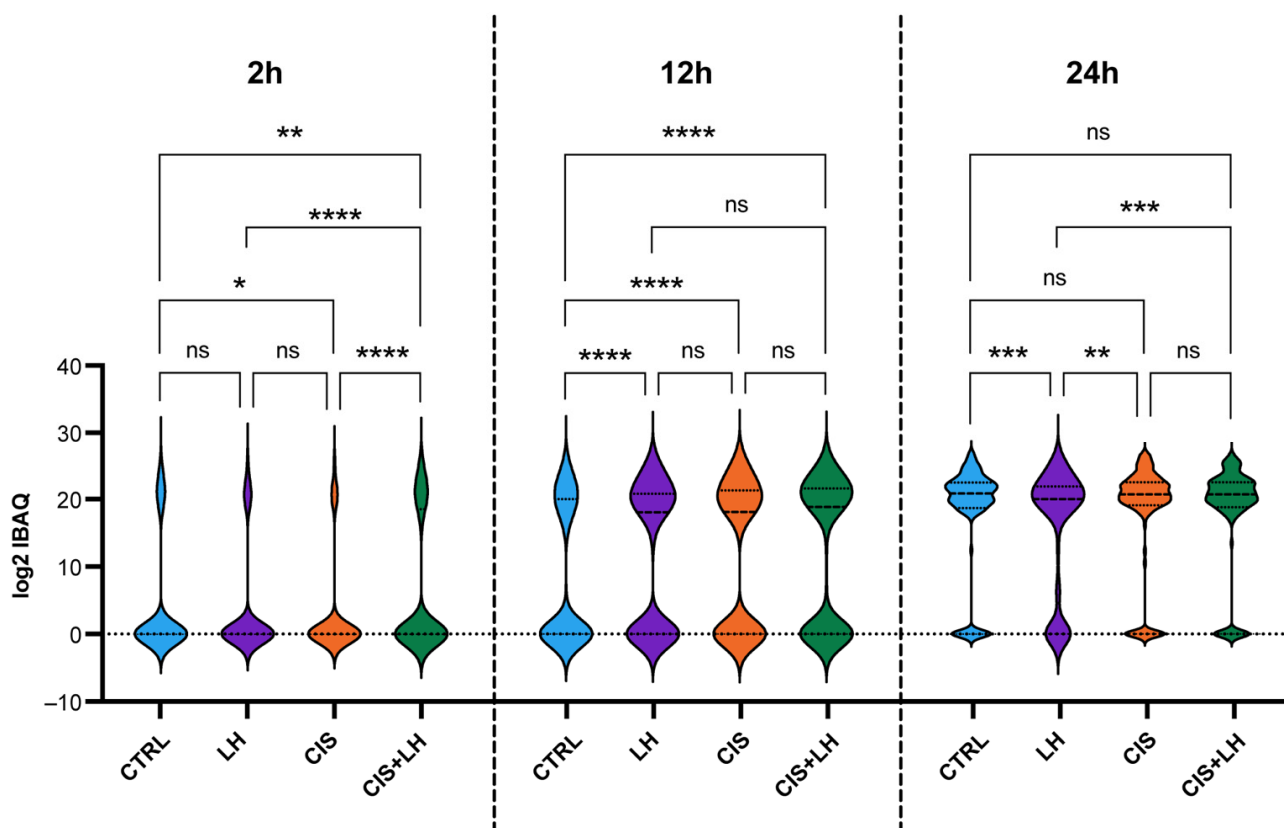 2h 12h 24h
** **** ns
**** ns ***
* **** ns
ns ns **** **** ns ns *** ** ns
log2 IBAQ
40
30
20
10
0
−10
CTRL LH CIS CIS+LH CTRL LH CIS CIS+LH CTRL LH CIS CIS+LH